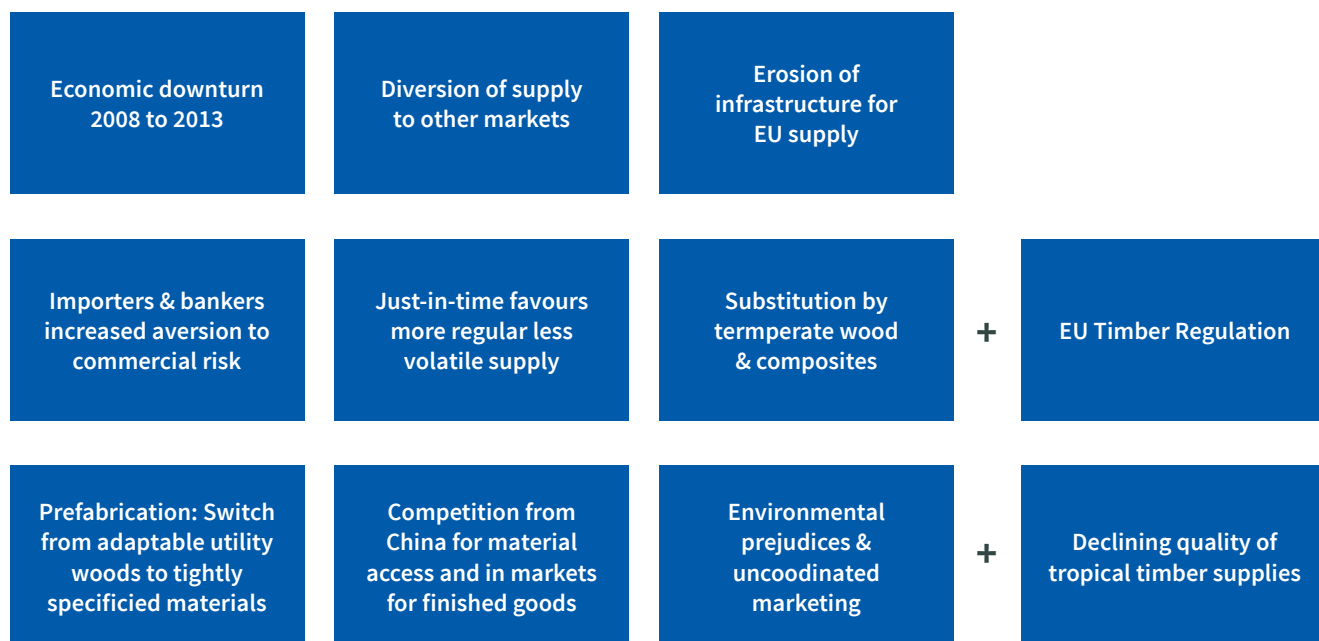 Economic downturn
2008 to 2013
Diversion of supply
to other markets
Erosion of
infrastructure for
EU supply
Importers & bankers
increased aversion to
commercial risk
Just-in-time favours
more regular less
volatile supply
Substitution by
termperate wood
& composites
+
EU Timber Regulation
Prefabrication: Switch
from adaptable utility
woods to tightly
specificied materials
Competition from
China for material
access and in markets
for finished goods
Environmental
prejudices &
uncoodinated
marketing
+
Declining quality of
tropical timber supplies